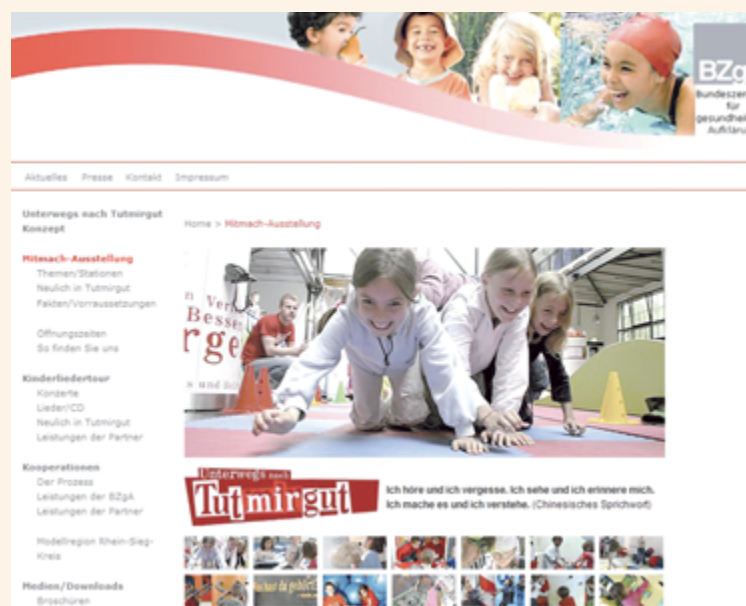 BZg
Bundeszen
für
gesundhei
Aufkläru
Aktuelles Presse Kontakt Impressum
Unterwegs nach Tutmirgut
Konzept
Home > Mitmach-Ausstellung
Mitmach-Ausstellung
Themen/Stationen
Neulich in Tutmirgut
Fakten/Vorraussetzungen
Öffnungszeiten
So finden Sie uns
Kinderliedertour
Konzerte
Lieder/CD
Neulich in Tutmirgut
Leistungen der Partner
Kooperationen
Der Prozess
Leistungen der BZgA
Leistungen der Partner
Modellregion Rhein-Sieg-
Kreis
Medien/Downloads
Broschüren
Unterwegs nach
Tutmirgut
Ich höre und ich vergesse. Ich sehe und ich erinnere mich.
Ich mache es und ich verstehe. (Chinesisches Sprichwort)